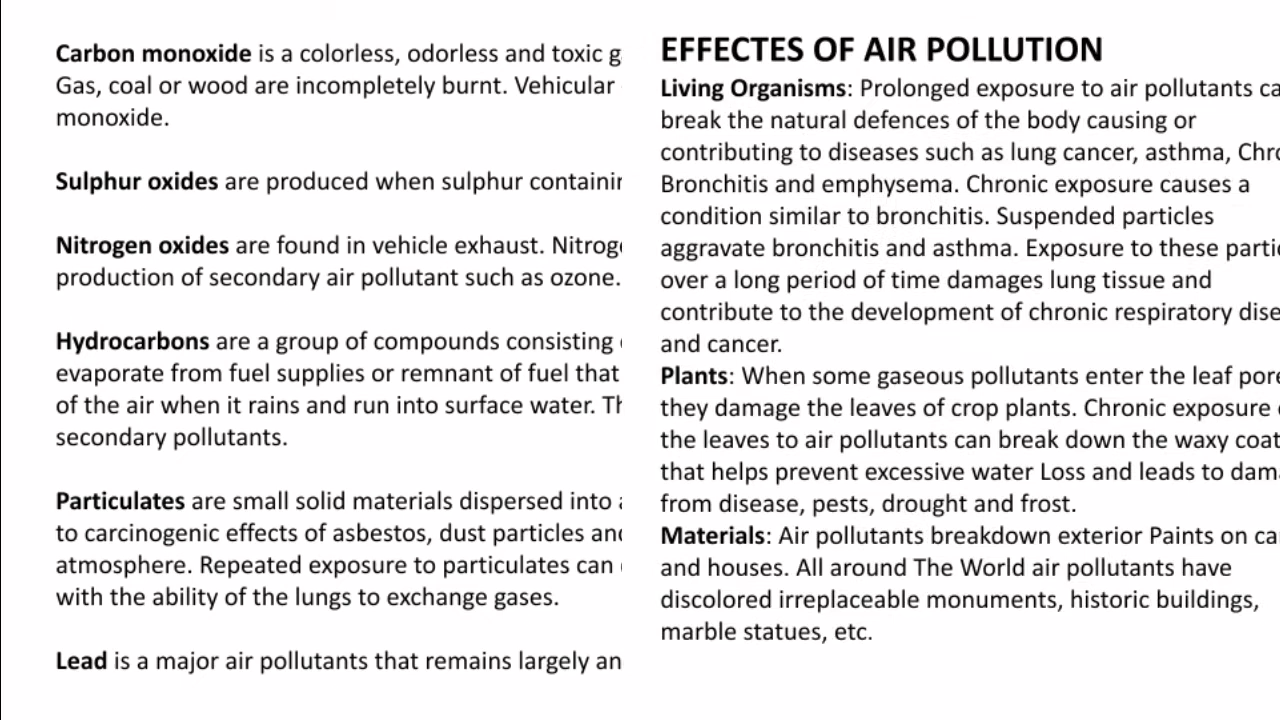 Carbon monoxide is a colorless, odorless and toxic
Gas, coal or wood are incompletely burnt. Vehicular
monoxide.
Sulphur oxides are produced when sulphur
Nitrogen oxides are found in vehicle exhaust.
production of secondary air pollutant such as ozone.
Hydrocarbons are a group of compounds consisting
evaporate from fuel supplies or remnant of fuel that
of the air when it rains and run into surface water.
secondary pollutants.
Particulates are small solid materials dispersed into
to carcinogenic effects of asbestos, dust particles
atmosphere. Repeated exposure to particulates can
with the ability of the lungs to exchange gases.
Lead is a major air pollutants that remains largely
EFFECTES OF AIR POLLUTION
Living Organisms: Prolonged exposure to air pollutants
break the natural defences of the body causing or
contributing to diseases such as lung cancer, asthma,
Bronchitis and emphysema. Chronic exposure causes a
condition similar to bronchitis. Suspended particles
aggravate bronchitis and asthma. Exposure to these
over a long period of time damages lung tissue and
contribute to the development of chronic respiratory
and cancer.
Plants: When some gaseous pollutants enter the leaf
they damage the leaves of crop plants. Chronic exposure
the leaves to air pollutants can break down the waxy
that helps prevent excessive water Loss and leads to
from disease, pests, drought and frost.
Materials: Air pollutants breakdown exterior Paints on
and houses. All around The World air pollutants have
discolored irreplaceable monuments, historic buildings,
marble statues, etc.